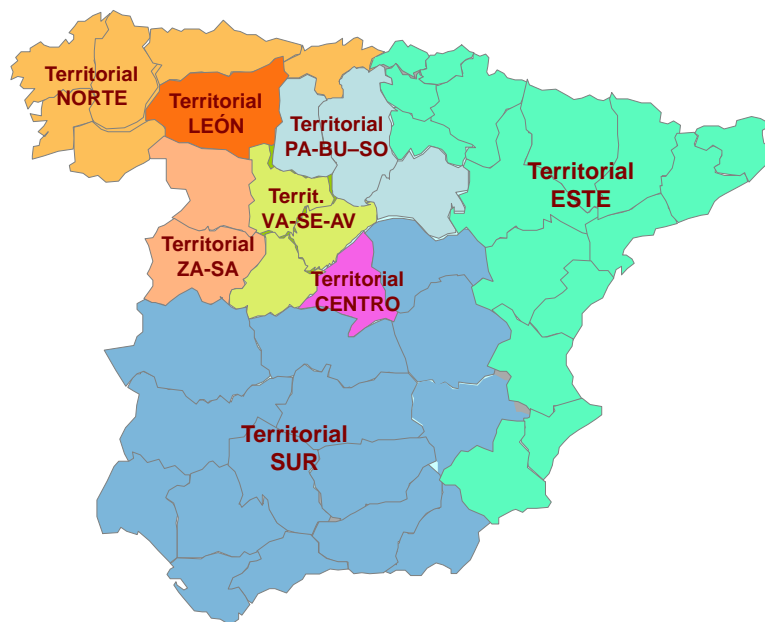 Territorial
NORTE
Territorial
LEÓN
Territorial
PA-BU–SO
Territorial
ESTE
Territ.
VA-SE-AV
Territorial
ZA-SA
Territorial
CENTRO
Territorial
SUR